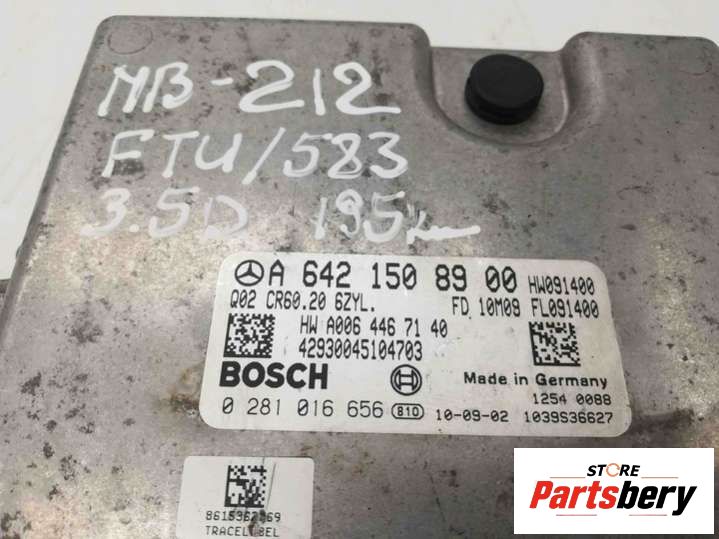 MB-212
FTU/583
3.5D 195
A 642 150 89 00 HW091400
Q02 CR60.20 6ZYL. FD 10M09 FL091400
HW A006 446 71 40
42930045104703
BOSCH
Made in Germany
1254 0088
0 281 016 656 810 10-09-02 1039S36627
TRACELABEL
STORE
Partsbery